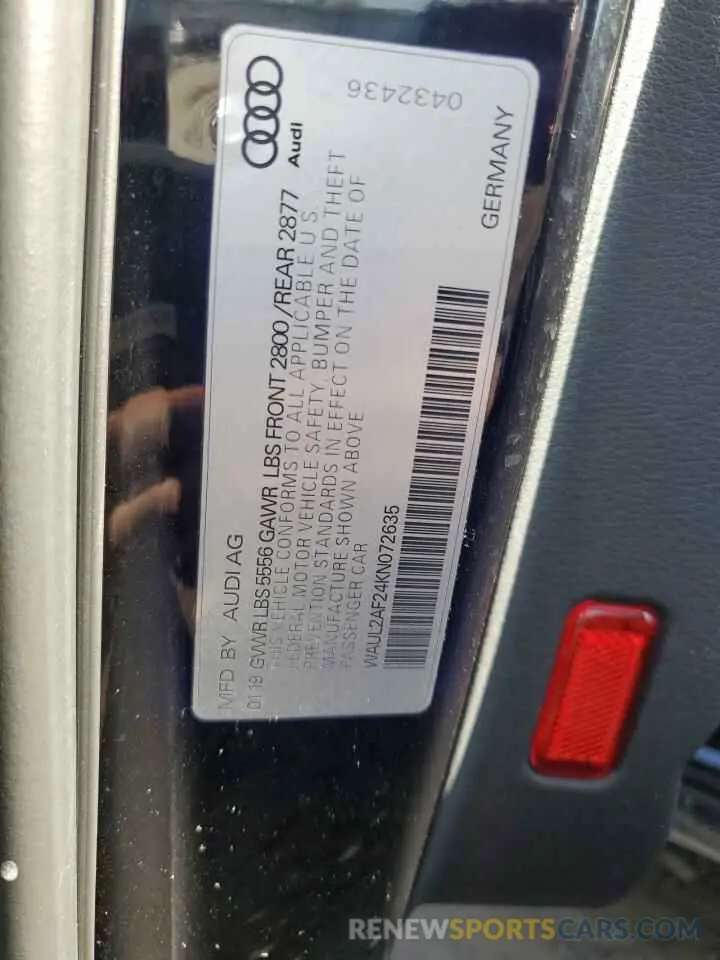 Audi
0432436
MFD BY AUDI AG
GERMANY
01 19 GVWR LBS 5556 GAWR LBS FRONT 2800 /REAR 2877
THIS VEHICLE CONFORMS TO ALL APPLICABLE U S.
FEDERAL MOTOR VEHICLE SAFETY, BUMPER AND THEFT
PREVENTION STANDARDS IN EFFECT ON THE DATE OF
MANUFACTURE SHOWN ABOVE
PASSENGER CAR
WAUL2AF24KN072635
RENEWSPORTSCARS.COM